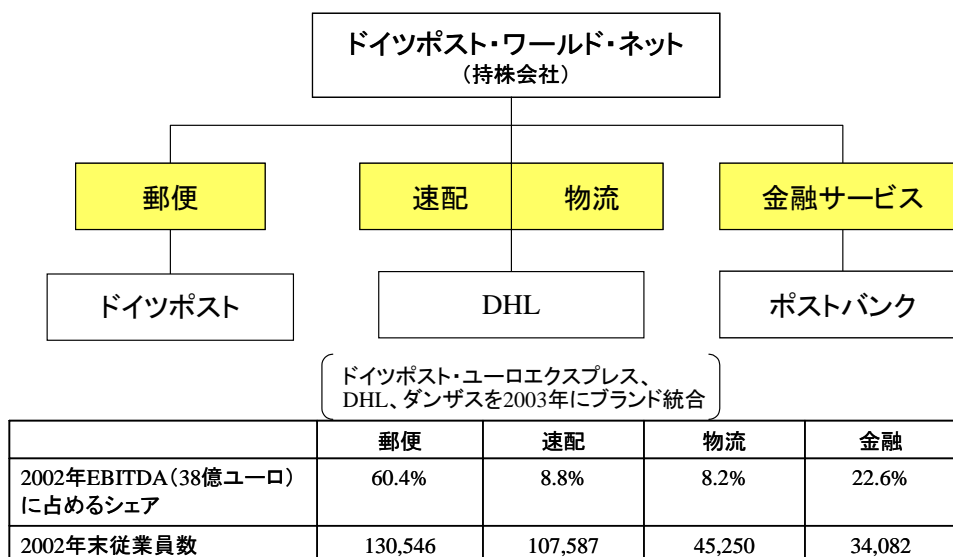 ドイツポスト・ワールド・ネット
（持株会社）
郵便
速配
物流
金融サービス
ドイツポスト
DHL
ポストバンク
ドイツポスト・ユーロエクスプレス、
DHL、ダンザスを2003年にブランド統合
郵便 速配 物流 金融
2002年EBITDA（38億ユーロ）
に占めるシェア 60.4% 8.8% 8.2% 22.6%
2002年末従業員数 130,546 107,587 45,250 34,082